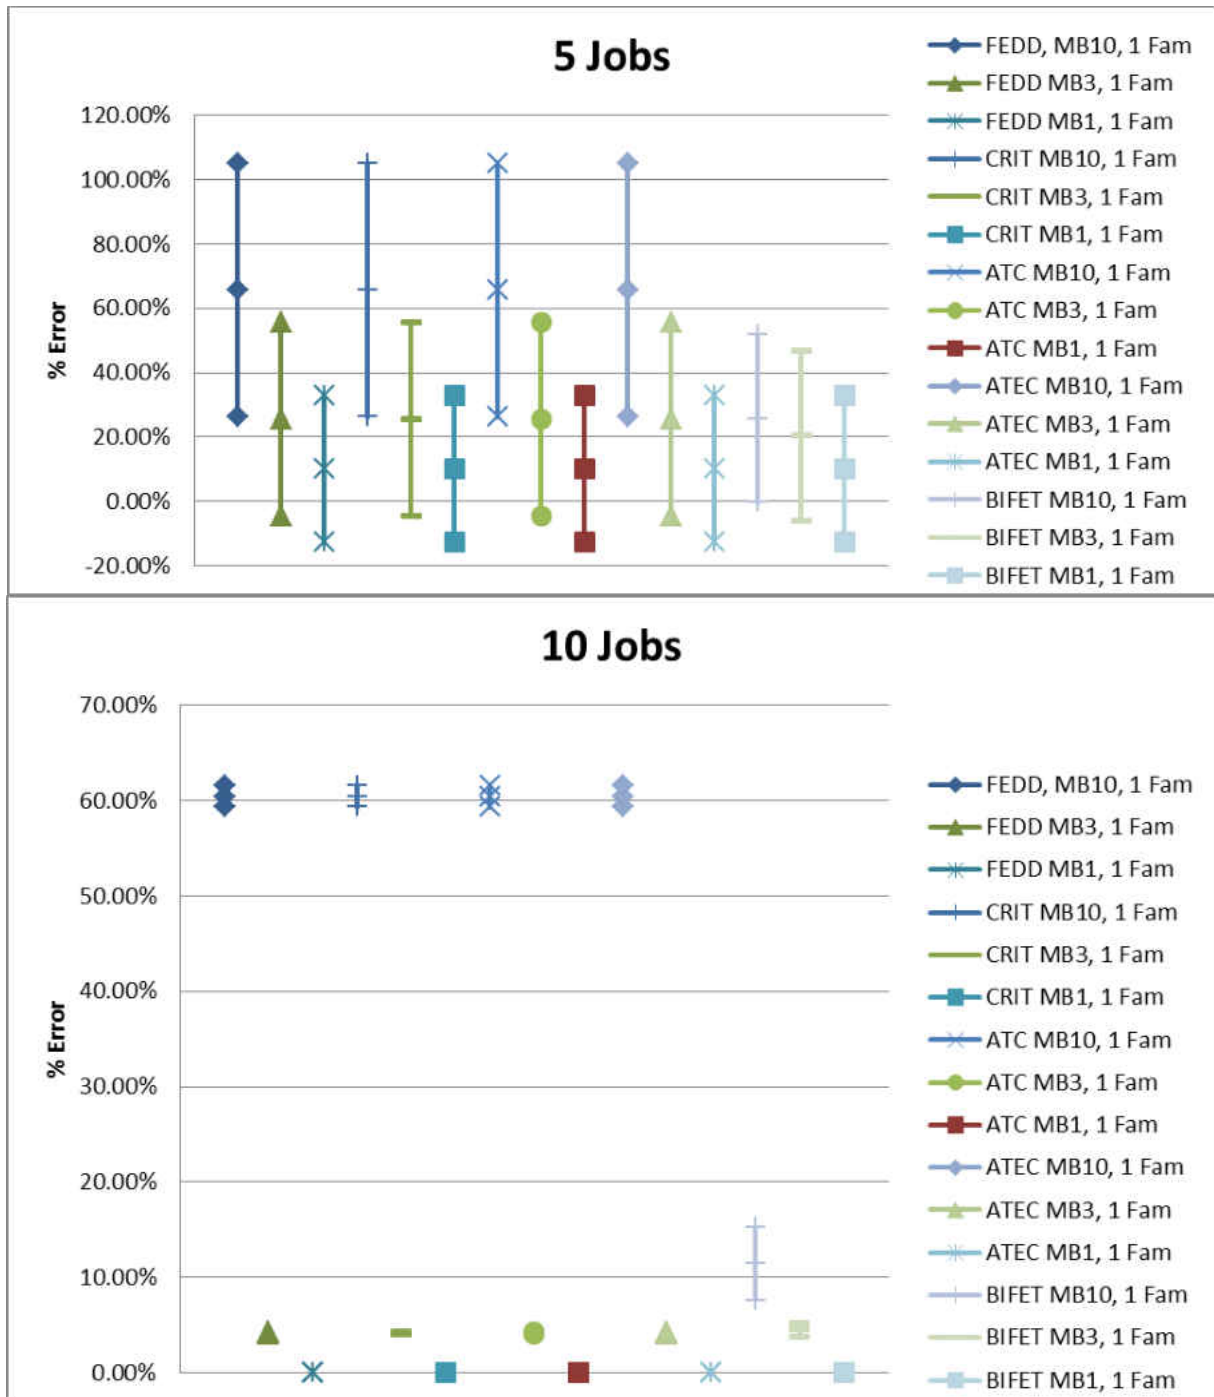 5 Jobs
% Error
120.00%
100.00%
80.00%
60.00%
40.00%
20.00%
0.00%
-20.00%
FEDD, MB10, 1 Fam
FEDD MB3, 1 Fam
FEDD MB1, 1 Fam
CRIT MB10, 1 Fam
CRIT MB3, 1 Fam
CRIT MB1, 1 Fam
ATC MB10, 1 Fam
ATC MB3, 1 Fam
ATC MB1, 1 Fam
ATEC MB10, 1 Fam
ATEC MB3, 1 Fam
ATEC MB1, 1 Fam
BIFET MB10, 1 Fam
BIFET MB3, 1 Fam
BIFET MB1, 1 Fam
10 Jobs
% Error
70.00%
60.00%
50.00%
40.00%
30.00%
20.00%
10.00%
0.00%
FEDD, MB10, 1 Fam
FEDD MB3, 1 Fam
FEDD MB1, 1 Fam
CRIT MB10, 1 Fam
CRIT MB3, 1 Fam
CRIT MB1, 1 Fam
ATC MB10, 1 Fam
ATC MB3, 1 Fam
ATC MB1, 1 Fam
ATEC MB10, 1 Fam
ATEC MB3, 1 Fam
ATEC MB1, 1 Fam
BIFET MB10, 1 Fam
BIFET MB3, 1 Fam
BIFET MB1, 1 Fam